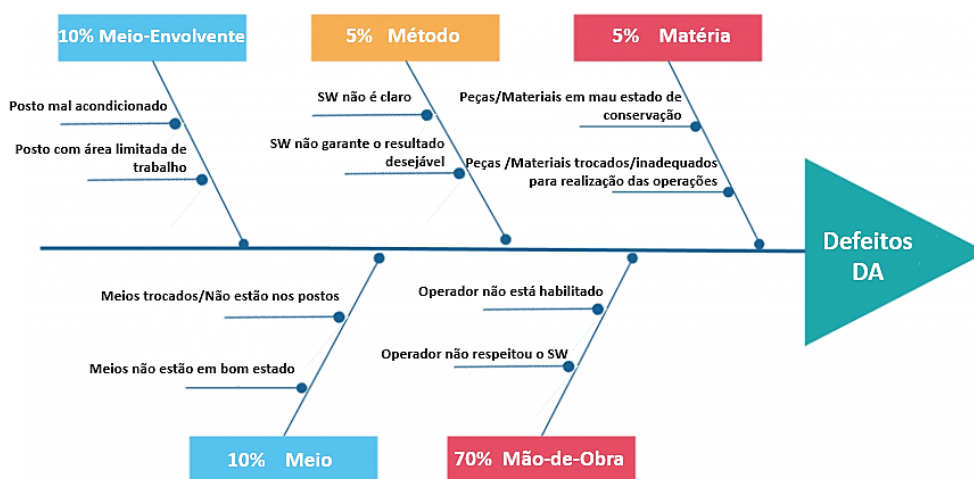 10% Meio-Envolvente
5% Método
5% Matéria
Posto mal acondicionado
Posto com área limitada de
trabalho
SW não é claro
SW não garante o resultado
desejável
Peças/Materiais em mau estado de
conservação
Peças /Materiais trocados/inadequados
para realização das operações
Defeitos
DA
Meios trocados/Não estão nos postos
Meios não estão em bom estado
Operador não está habilitado
Operador não respeitou o SW
10% Meio
70% Mão-de-Obra